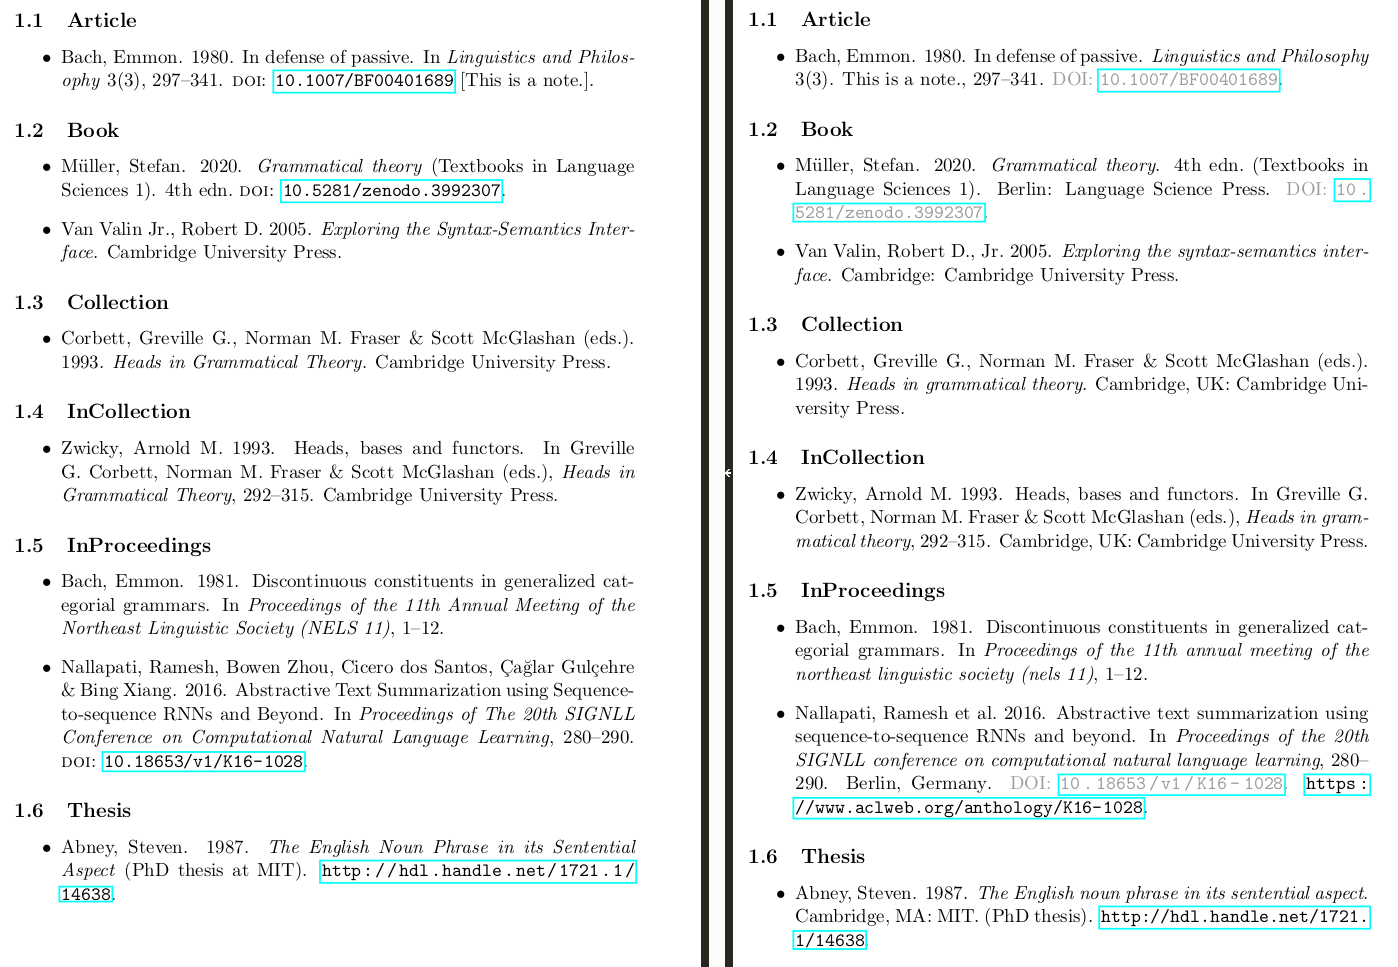 1.1 Article
• Bach, Emmon. 1980. In defense of passive. In Linguistics and Philos-
ophy 3(3), 297–341. DOI: 10.1007/BF00401689 [This is a note.].
1.2 Book
• Müller, Stefan. 2020. Grammatical theory (Textbooks in Language
Sciences 1). 4th edn. DOI: 10.5281/zenodo.3992307.
• Van Valin Jr., Robert D. 2005. Exploring the Syntax-Semantics Inter-
face. Cambridge University Press.
1.3 Collection
• Corbett, Greville G., Norman M. Fraser & Scott McGlashan (eds.).
1993. Heads in Grammatical Theory. Cambridge University Press.
1.4 InCollection
• Zwicky, Arnold M. 1993. Heads, bases and functors. In Greville
G. Corbett, Norman M. Fraser & Scott McGlashan (eds.), Heads in
Grammatical Theory, 292–315. Cambridge University Press.
1.5 InProceedings
• Bach, Emmon. 1981. Discontinuous constituents in generalized cat-
egorial grammars. In Proceedings of the 11th Annual Meeting of the
Northeast Linguistic Society (NELS 11), 1–12.
• Nallapati, Ramesh, Bowen Zhou, Cicero dos Santos, Çağlar Gulçehre
& Bing Xiang. 2016. Abstractive Text Summarization using Sequence-
to-sequence RNNs and Beyond. In Proceedings of The 20th SIGNLL
Conference on Computational Natural Language Learning, 280–290.
DOI: 10.18653/v1/K16-1028.
1.6 Thesis
• Abney, Steven. 1987. The English Noun Phrase in its Sentential
Aspect (PhD thesis at MIT). http://hdl.handle.net/1721.1/
14638.
1.1 Article
• Bach, Emmon. 1980. In defense of passive. Linguistics and Philosophy
3(3). This is a note., 297–341. DOI: 10.1007/BF00401689.
1.2 Book
• Müller, Stefan. 2020. Grammatical theory. 4th edn. (Textbooks in
Language Sciences 1). Berlin: Language Science Press. DOI: 10.
5281/zenodo.3992307.
• Van Valin, Robert D., Jr. 2005. Exploring the syntax-semantics inter-
face. Cambridge: Cambridge University Press.
1.3 Collection
• Corbett, Greville G., Norman M. Fraser & Scott McGlashan (eds.).
1993. Heads in grammatical theory. Cambridge, UK: Cambridge Uni-
versity Press.
1.4 InCollection
• Zwicky, Arnold M. 1993. Heads, bases and functors. In Greville G.
Corbett, Norman M. Fraser & Scott McGlashan (eds.), Heads in gram-
matical theory, 292–315. Cambridge, UK: Cambridge University Press.
1.5 InProceedings
• Bach, Emmon. 1981. Discontinuous constituents in generalized cat-
egorial grammars. In Proceedings of the 11th annual meeting of the
northeast linguistic society (nels 11), 1–12.
• Nallapati, Ramesh et al. 2016. Abstractive text summarization using
sequence-to-sequence RNNs and beyond. In Proceedings of the 20th
SIGNLL conference on computational natural language learning, 280–
290. Berlin, Germany. DOI: 10.18653/v1/K16-1028. https:
//www.aclweb.org/anthology/K16-1028.
1.6 Thesis
• Abney, Steven. 1987. The English noun phrase in its sentential aspect.
Cambridge, MA: MIT. (PhD thesis). http://hdl.handle.net/1721.
1/14638.